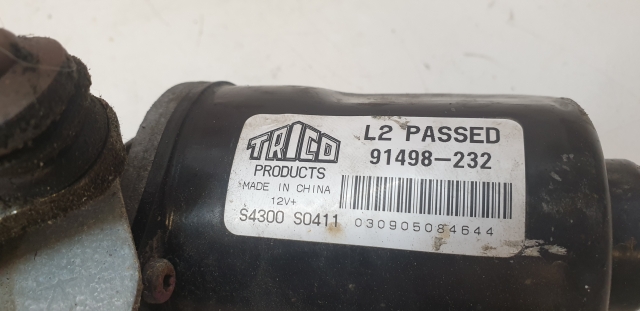 TRICO
PRODUCTS
MADE IN CHINA
12V+
S4300 S0411
L2 PASSED
91498-232
030905084644